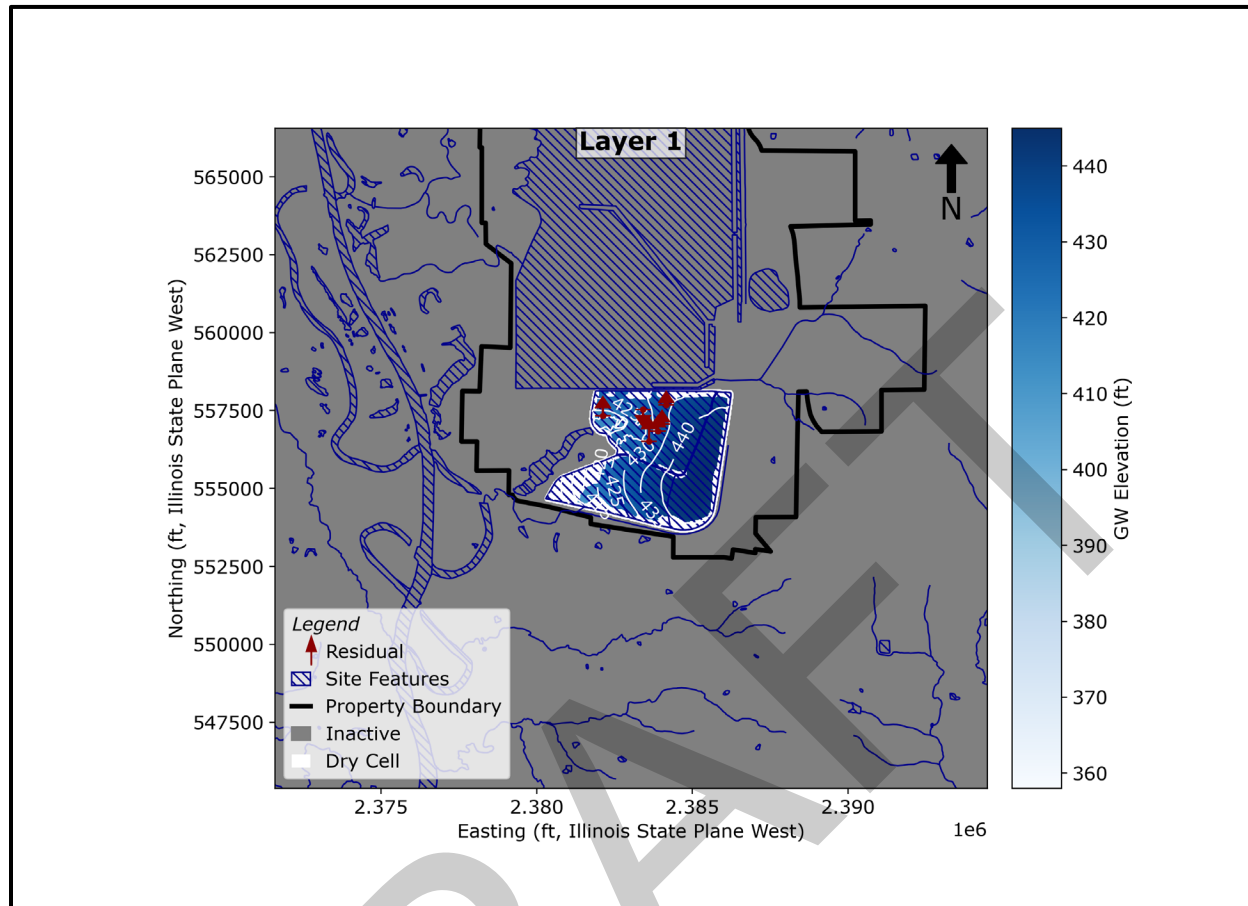 Layer 1
N
565000
562500
560000
557500
555000
552500
550000
547500
Northing (ft, Illinois State Plane West)
2.375
2.380
2.385
2.390
1e6
Easting (ft, Illinois State Plane West)
440
430
425
Legend
Residual
Site Features
Property Boundary
Inactive
Dry Cell
440
430
420
410
400
390
380
370
360
GW Elevation (ft)